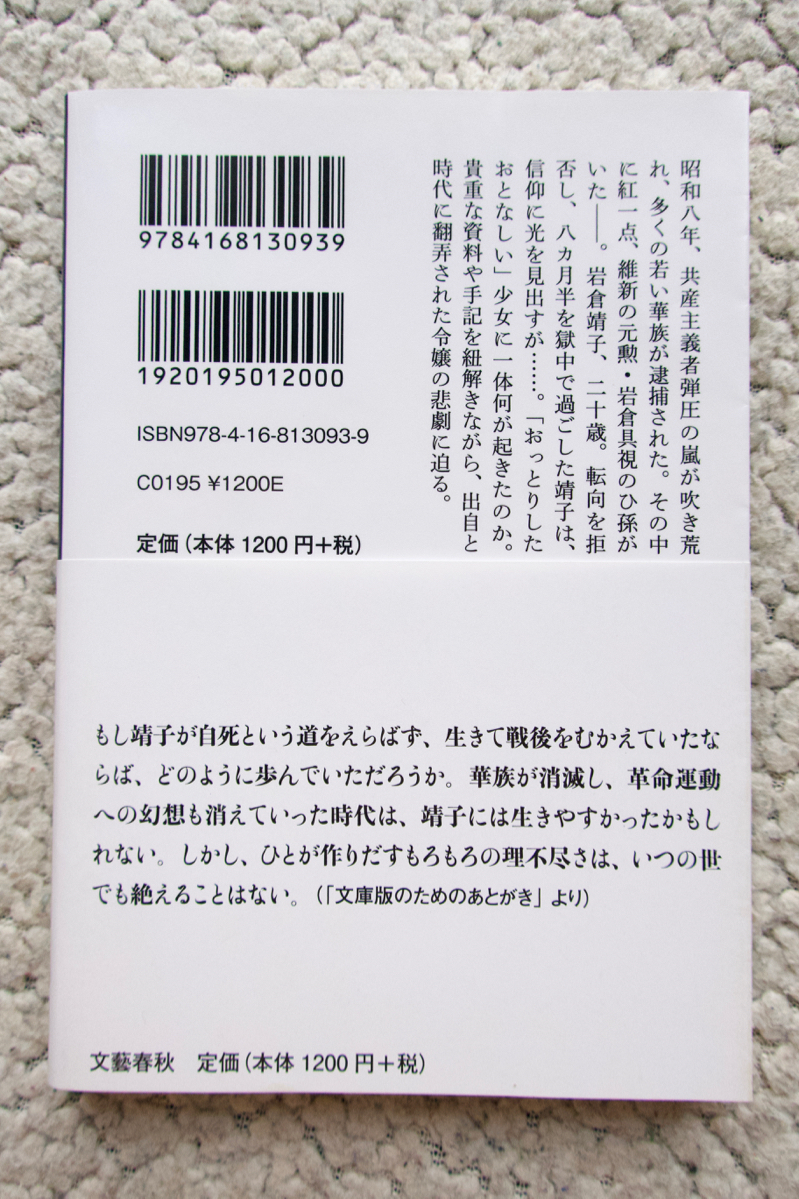 昭和八年、共産主義者弾圧の嵐が吹き荒
れ、多くの若い華族が逮捕された。その中
に紅一点、維新の元勲・岩倉具視のひ孫が
いた――。岩倉靖子、二十歳。転向を拒
否し、八ヵ月半を獄中で過ごした靖子は、
信仰に光を見出すが……。「おっとりした
おとなしい」少女に一体何が起きたのか。
貴重な資料や手記を紐解きながら、出自と
時代に翻弄された令嬢の悲劇に迫る。
9784168130939
1920195012000
ISBN978-4-16-813093-9
C0195 ¥1200E
定価(本体1200円+税)
もし靖子が自死という道をえらばず、生きて戦後をむかえていたな
らば、どのように歩んでいただろうか。華族が消滅し、革命運動
への幻想も消えていった時代は、靖子には生きやすかったかもし
れない。しかし、ひとが作りだすもろもろの理不尽さは、いつの世
でも絶えることはない。(「文庫版のためのあとがき」より)
文藝春秋 定価(本体1200円+税)